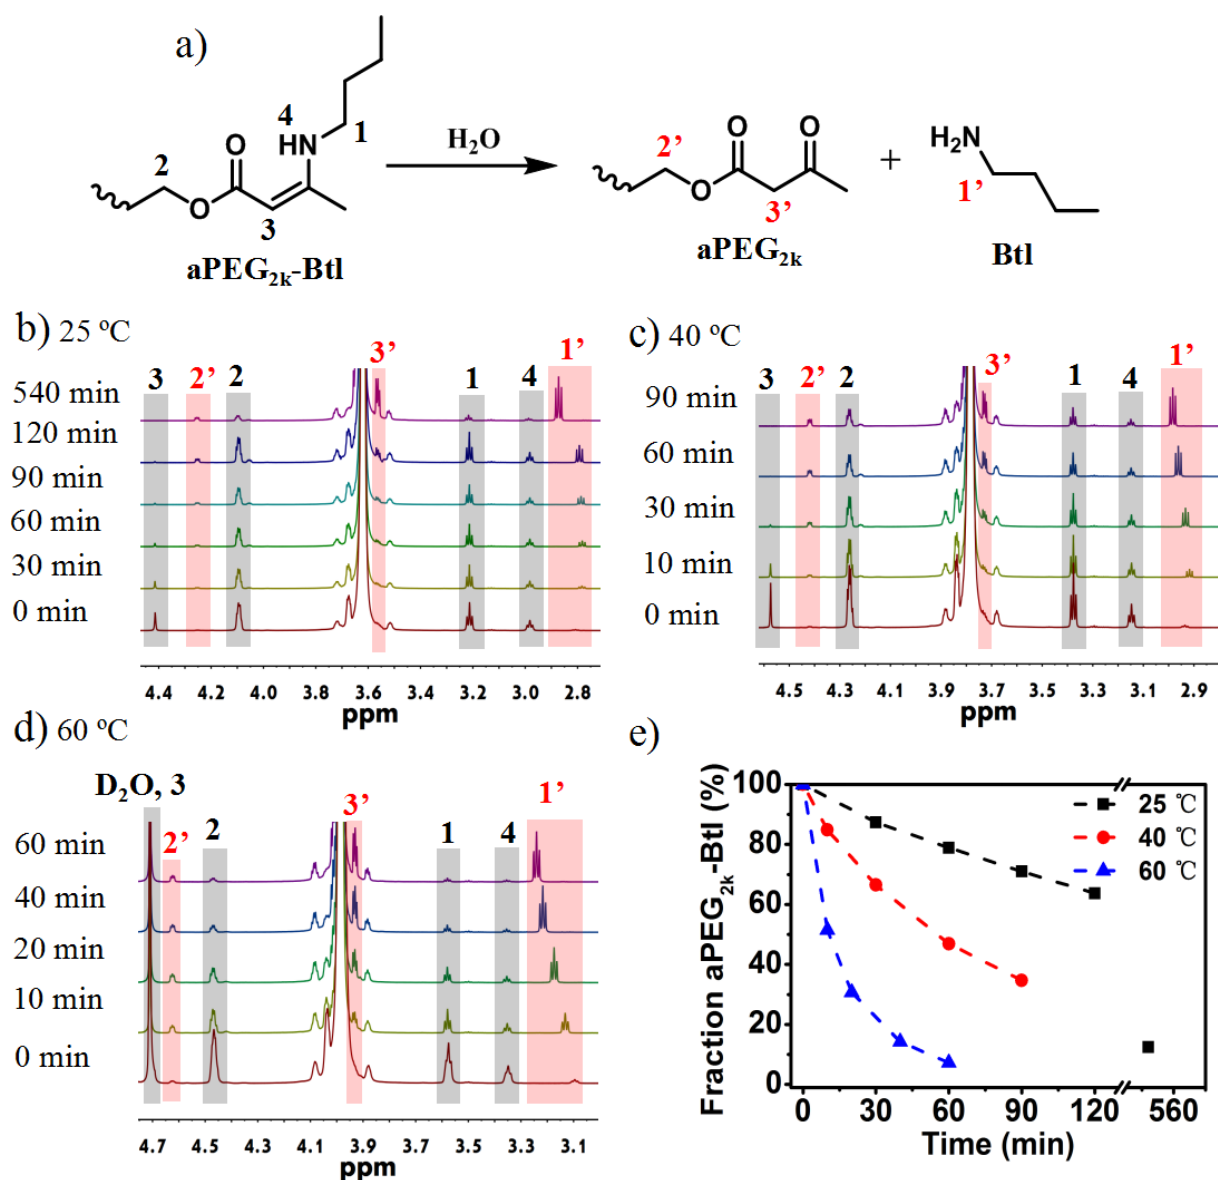 a)
4
HN
1
O
2
O
3
aPEG2k-Btl
H2O
O O
2'
O
3'
aPEG2k
+
H2N
1'
Btl
b) 25 ºC
3 2' 2 3' 1 4 1'
540 min
120 min
90 min
60 min
30 min
0 min
4.4 4.2 4.0 3.8 3.6 3.4 3.2 3.0 2.8
ppm
c) 40 ºC
3 2' 2 3' 1 4 1'
90 min
60 min
30 min
10 min
0 min
4.5 4.3 4.1 3.9 3.7 3.5 3.3 3.1 2.9
ppm
d) 60 ºC
D2O, 3
2' 2 3' 1 4 1'
60 min
40 min
20 min
10 min
0 min
4.7 4.5 4.3 4.1 3.9 3.7 3.5 3.3 3.1
ppm
e)
Fraction aPEG2k-Btl (%)
100
80
60
40
20
0
25 ℃
40 ℃
60 ℃
0 30 60 90 120 560
Time (min)